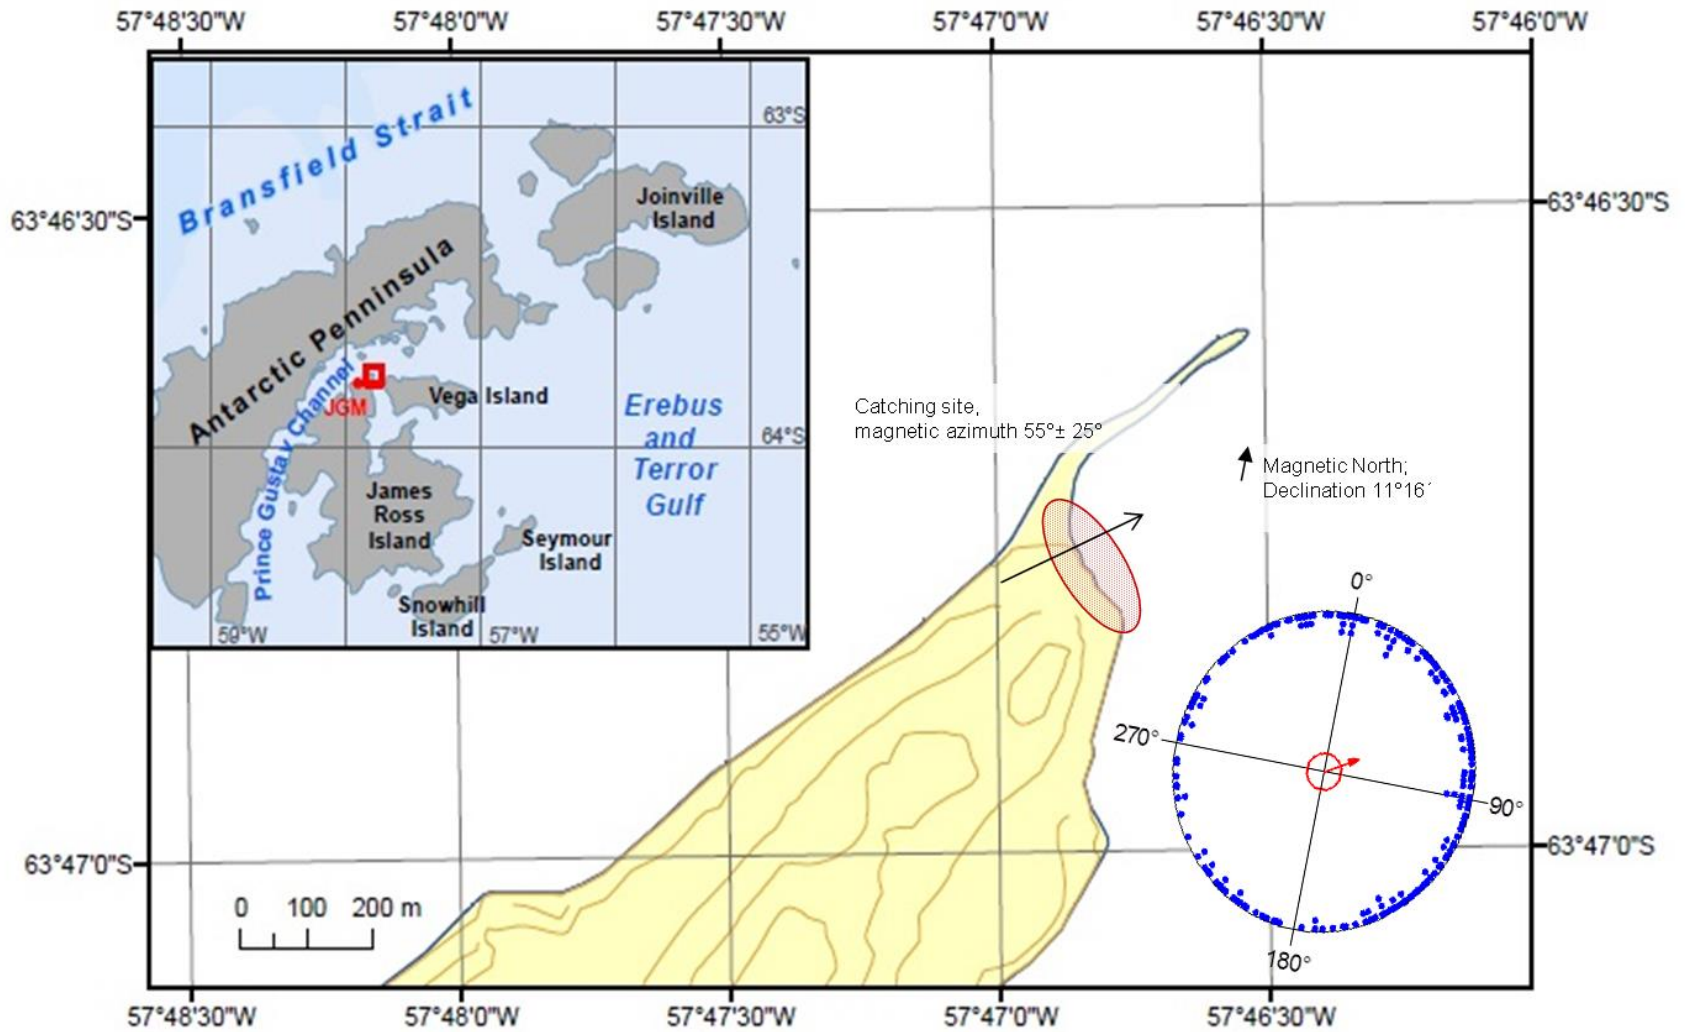 57°48'30"W
57°48'0"W
57°47'30"W
57°47'0"W
57°46'30"W
57°46'0"W
63°46'30"S
63°46'30"S
Bransfield Strait
63°S
Joinville
Island
Antarctic Penninsula
Prince Gustav Channel
JGM
Vega Island
Erebus
and
Terror
Gulf
64°S
James
Ross
Island
Seymour
Island
Snowhill
Island
59°W
57°W
55°W
Catching site,
magnetic azimuth 55°± 25°
Magnetic North;
Declination 11°16´
0°
270°
90°
180°
63°47'0"S
63°47'0"S
0 100 200 m
57°48'30"W
57°48'0"W
57°47'30"W
57°47'0"W
57°46'30"W